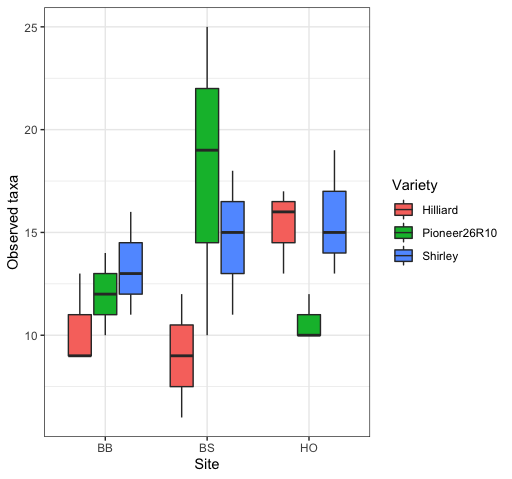 25
20
15
10
Observed taxa
BB
BS
HO
Site
Variety
Hilliard
Pioneer26R10
Shirley